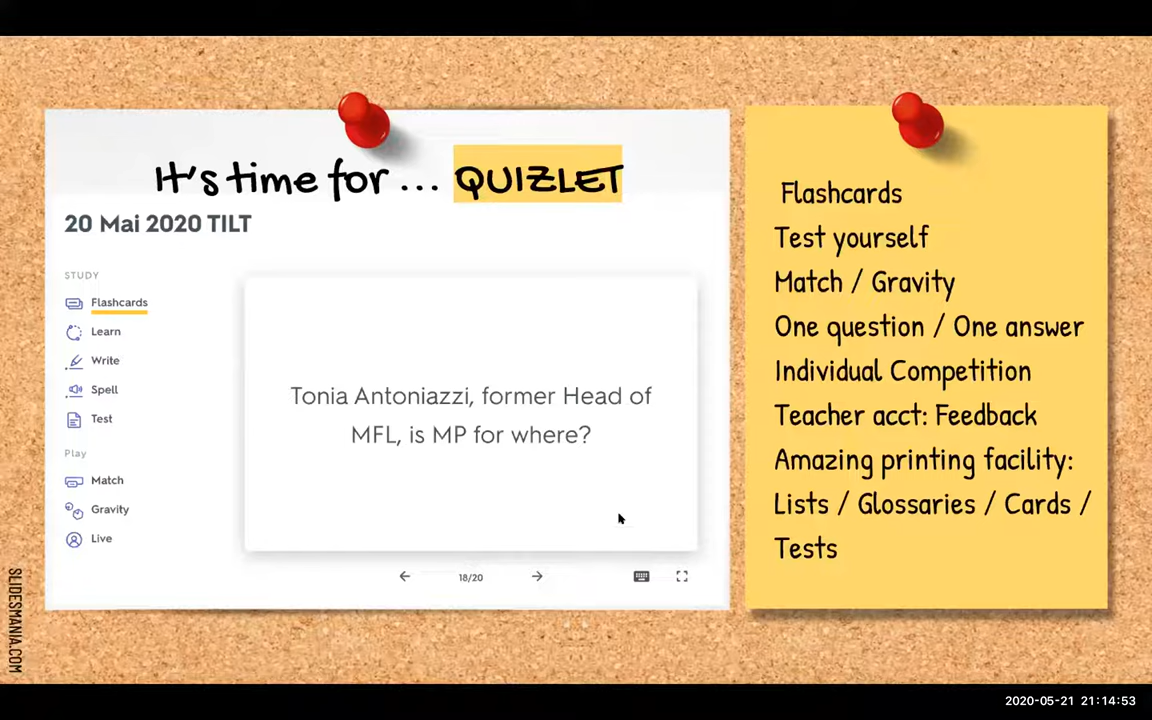 It's time for ... QUIZLET
20 Mai 2020 TILT
STUDY
Flashcards
Learn
Write
Spell
Test
Play
Match
Gravity
Live
Tonia Antoniazzi, former Head of
MFL, is MP for where?
18/20
Flashcards
Test yourself
Match / Gravity
One question / One answer
Individual Competition
Teacher acct: Feedback
Amazing printing facility:
Lists / Glossaries / Cards /
Tests
SLIDESMANIA.COM
2020-05-21 21:14:53